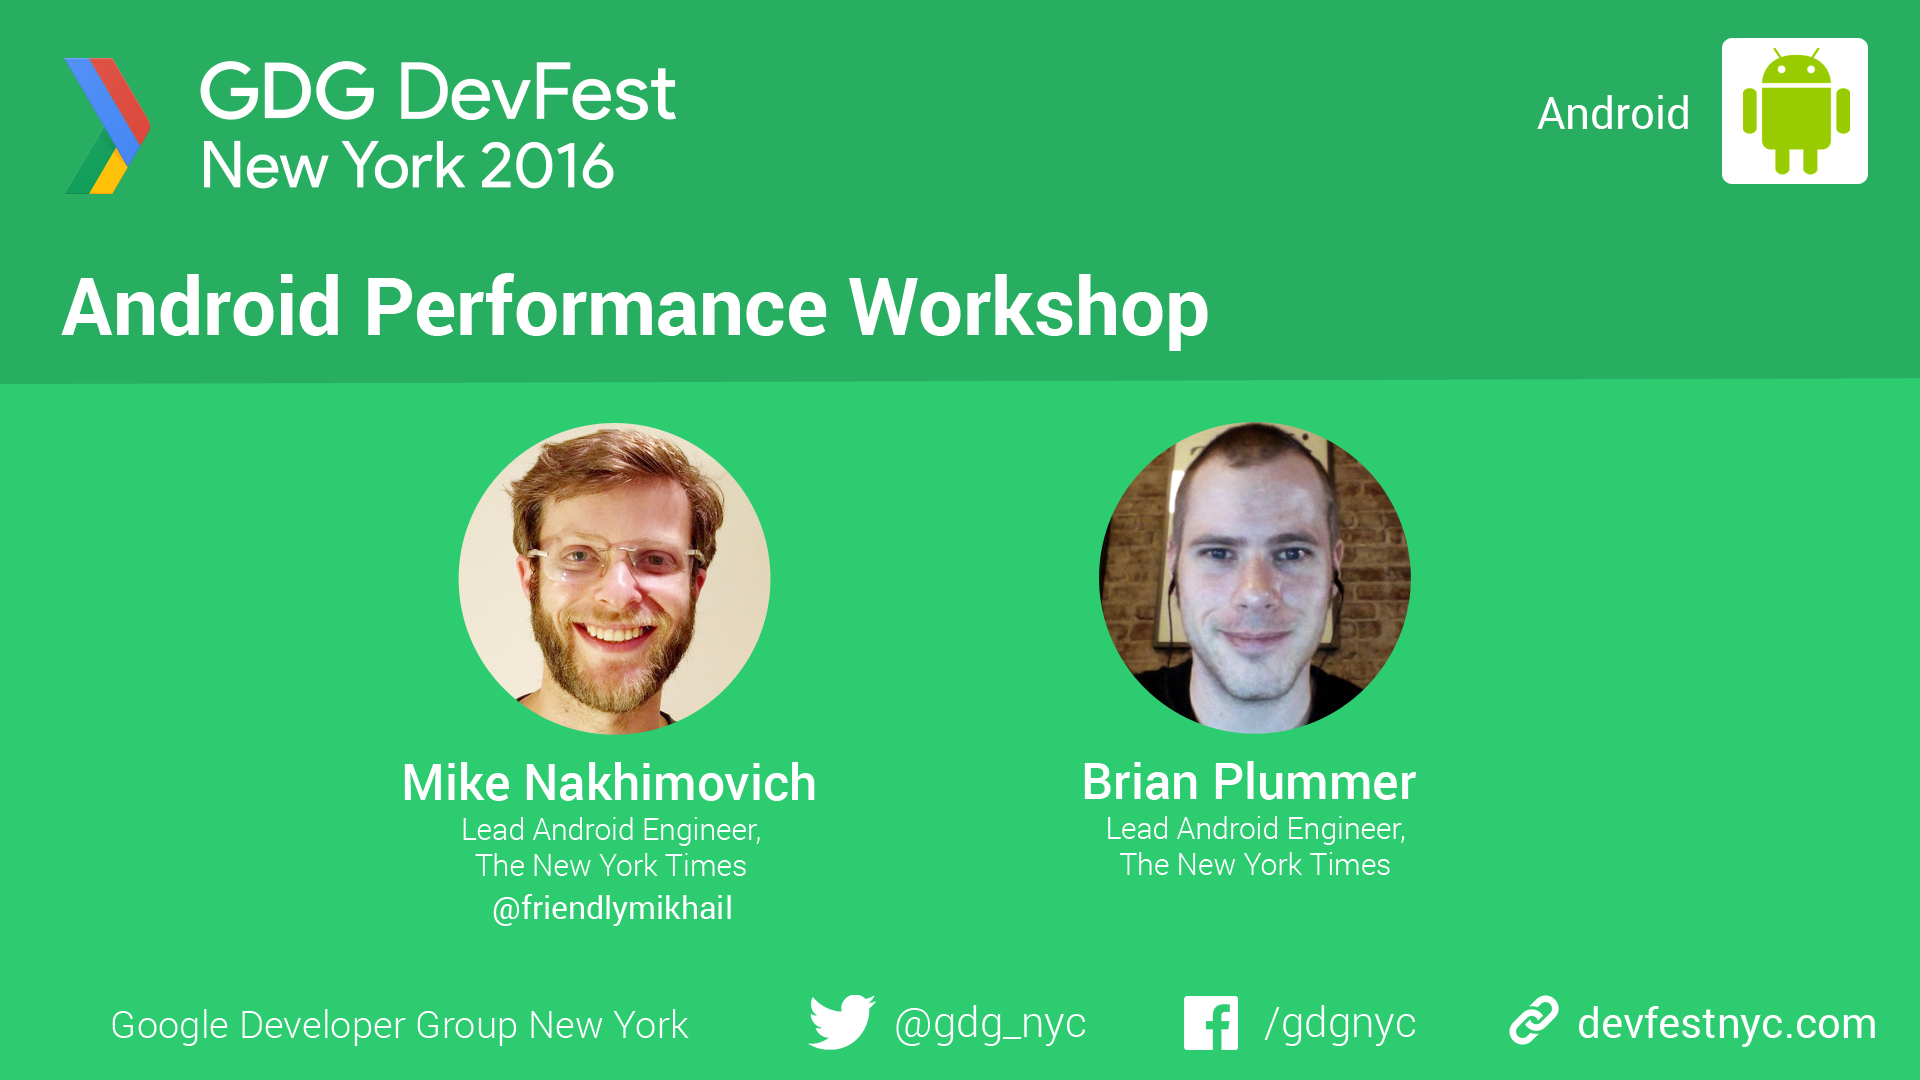 GDG DevFest
New York 2016
Android
Android Performance Workshop
Mike Nakhimovich
Lead Android Engineer,
The New York Times
@friendlymikhail
Brian Plummer
Lead Android Engineer,
The New York Times
Google Developer Group New York
@gdg_nyc
/gdgnyc
devfestnyc.com